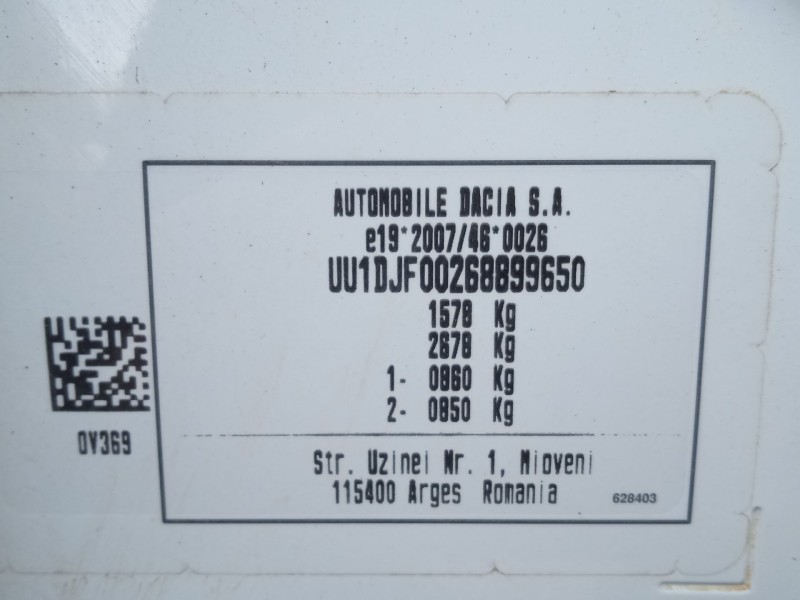 AUTOMOBILE DACIA S.A.
e19*2007/46*0026
UU1DJF00268899650
1578 Kg
2678 Kg
1- 0860 Kg
2- 0850 Kg
0V369
Str. Uzinei Nr. 1, Mioveni
115400 Arges Romania
628403